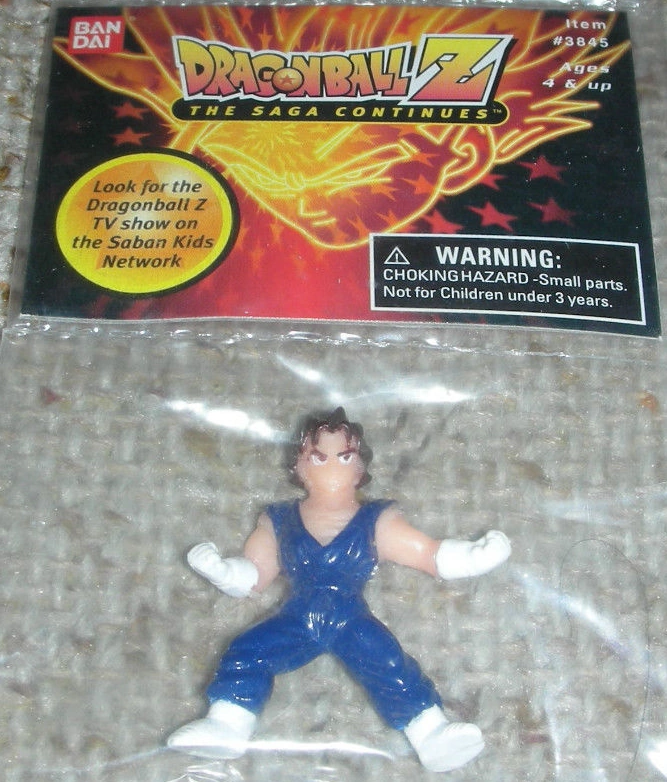 BAN
DAI
DRAGONBALL Z
THE SAGA CONTINUES™
Item
#3845
Ages
4 & up
Look for the
Dragonball Z
TV show on
the Saban Kids
Network
⚠ WARNING:
CHOKING HAZARD -Small parts.
Not for Children under 3 years.